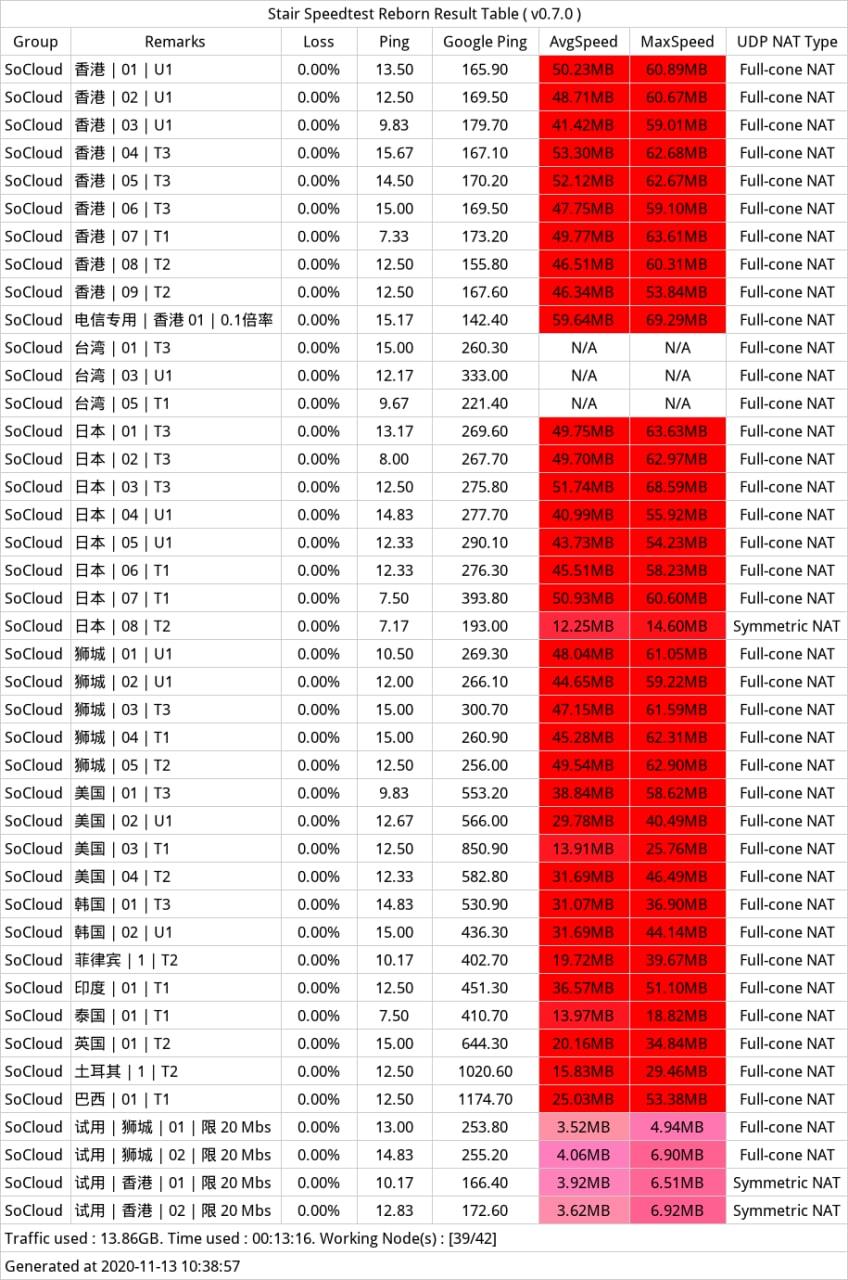 Stair Speedtest Reborn Result Table ( v0.7.0 )
Group Remarks Loss Ping Google Ping AvgSpeed MaxSpeed UDP NAT Type
SoCloud 香港 | 01 | U1 0.00% 13.50 165.90 50.23MB 60.89MB Full-cone NAT
SoCloud 香港 | 02 | U1 0.00% 12.50 169.50 48.71MB 60.67MB Full-cone NAT
SoCloud 香港 | 03 | U1 0.00% 9.83 179.70 41.42MB 59.01MB Full-cone NAT
SoCloud 香港 | 04 | T3 0.00% 15.67 167.10 53.30MB 62.68MB Full-cone NAT
SoCloud 香港 | 05 | T3 0.00% 14.50 170.20 52.12MB 62.67MB Full-cone NAT
SoCloud 香港 | 06 | T3 0.00% 15.00 169.50 47.75MB 59.10MB Full-cone NAT
SoCloud 香港 | 07 | T1 0.00% 7.33 173.20 49.77MB 63.61MB Full-cone NAT
SoCloud 香港 | 08 | T2 0.00% 12.50 155.80 46.51MB 60.31MB Full-cone NAT
SoCloud 香港 | 09 | T2 0.00% 12.50 167.60 46.34MB 53.84MB Full-cone NAT
SoCloud 电信专用 | 香港 01 | 0.1倍率 0.00% 15.17 142.40 59.64MB 69.29MB Full-cone NAT
SoCloud 台湾 | 01 | T3 0.00% 15.00 260.30 N/A N/A Full-cone NAT
SoCloud 台湾 | 03 | U1 0.00% 12.17 333.00 N/A N/A Full-cone NAT
SoCloud 台湾 | 05 | T1 0.00% 9.67 221.40 N/A N/A Full-cone NAT
SoCloud 日本 | 01 | T3 0.00% 13.17 269.60 49.75MB 63.63MB Full-cone NAT
SoCloud 日本 | 02 | T3 0.00% 8.00 267.70 49.70MB 62.97MB Full-cone NAT
SoCloud 日本 | 03 | T3 0.00% 12.50 275.80 51.74MB 68.59MB Full-cone NAT
SoCloud 日本 | 04 | U1 0.00% 14.83 277.70 40.99MB 55.92MB Full-cone NAT
SoCloud 日本 | 05 | U1 0.00% 12.33 290.10 43.73MB 54.23MB Full-cone NAT
SoCloud 日本 | 06 | T1 0.00% 12.33 276.30 45.51MB 58.23MB Full-cone NAT
SoCloud 日本 | 07 | T1 0.00% 7.50 393.80 50.93MB 60.60MB Full-cone NAT
SoCloud 日本 | 08 | T2 0.00% 7.17 193.00 12.25MB 14.60MB Symmetric NAT
SoCloud 狮城 | 01 | U1 0.00% 10.50 269.30 48.04MB 61.05MB Full-cone NAT
SoCloud 狮城 | 02 | U1 0.00% 12.00 266.10 44.65MB 59.22MB Full-cone NAT
SoCloud 狮城 | 03 | T3 0.00% 15.00 300.70 47.15MB 61.59MB Full-cone NAT
SoCloud 狮城 | 04 | T1 0.00% 15.00 260.90 45.28MB 62.31MB Full-cone NAT
SoCloud 狮城 | 05 | T2 0.00% 12.50 256.00 49.54MB 62.90MB Full-cone NAT
SoCloud 美国 | 01 | T3 0.00% 9.83 553.20 38.84MB 58.62MB Full-cone NAT
SoCloud 美国 | 02 | U1 0.00% 12.67 566.00 29.78MB 40.49MB Full-cone NAT
SoCloud 美国 | 03 | T1 0.00% 12.50 850.90 13.91MB 25.76MB Full-cone NAT
SoCloud 美国 | 04 | T2 0.00% 12.33 582.80 31.69MB 46.49MB Full-cone NAT
SoCloud 韩国 | 01 | T3 0.00% 14.83 530.90 31.07MB 36.90MB Full-cone NAT
SoCloud 韩国 | 02 | U1 0.00% 15.00 436.30 31.69MB 44.14MB Full-cone NAT
SoCloud 菲律宾 | 1 | T2 0.00% 10.17 402.70 19.72MB 39.67MB Full-cone NAT
SoCloud 印度 | 01 | T1 0.00% 12.50 451.30 36.57MB 51.10MB Full-cone NAT
SoCloud 泰国 | 01 | T1 0.00% 7.50 410.70 13.97MB 18.82MB Full-cone NAT
SoCloud 英国 | 01 | T2 0.00% 15.00 644.30 20.16MB 34.84MB Full-cone NAT
SoCloud 土耳其 | 1 | T2 0.00% 12.50 1020.60 15.83MB 29.46MB Full-cone NAT
SoCloud 巴西 | 01 | T1 0.00% 12.50 1174.70 25.03MB 53.38MB Full-cone NAT
SoCloud 试用 | 狮城 | 01 | 限 20 Mbs 0.00% 13.00 253.80 3.52MB 4.94MB Full-cone NAT
SoCloud 试用 | 狮城 | 02 | 限 20 Mbs 0.00% 14.83 255.20 4.06MB 6.90MB Full-cone NAT
SoCloud 试用 | 香港 | 01 | 限 20 Mbs 0.00% 10.17 166.40 3.92MB 6.51MB Symmetric NAT
SoCloud 试用 | 香港 | 02 | 限 20 Mbs 0.00% 12.83 172.60 3.62MB 6.92MB Symmetric NAT
Traffic used : 13.86GB. Time used : 00:13:16. Working Node(s) : [39/42]
Generated at 2020-11-13 10:38:57